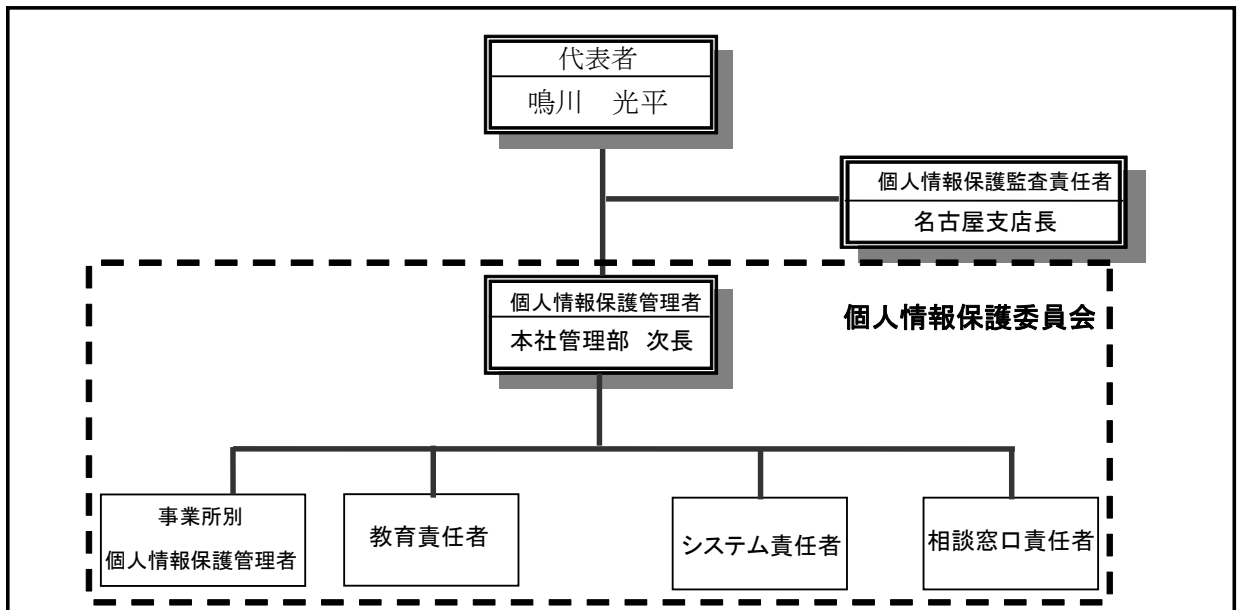 代表者
鳴川　光平
個人情報保護監査責任者
名古屋支店長
個人情報保護管理者
本社管理部　次長
個人情報保護委員会
事業所別
個人情報保護管理者
教育責任者
システム責任者
相談窓口責任者